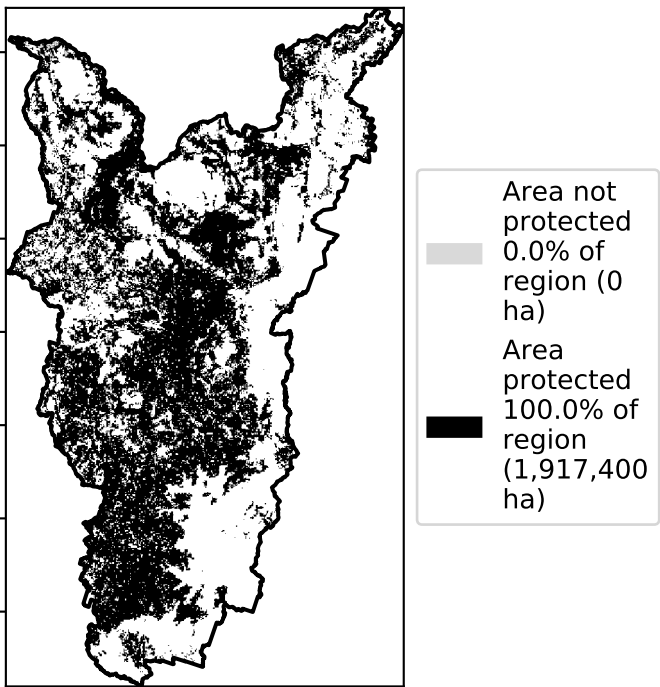 Area not
protected
0.0% of
region (0
ha)
Area
protected
100.0% of
region
(1,917,400
ha)